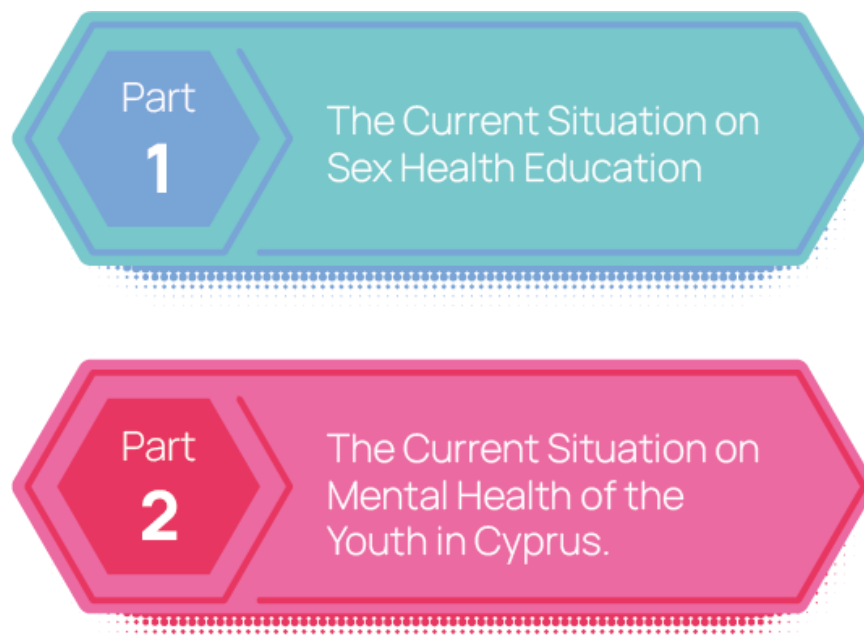 Part
1
The Current Situation on
Sex Health Education
Part
2
The Current Situation on
Mental Health of the
Youth in Cyprus.